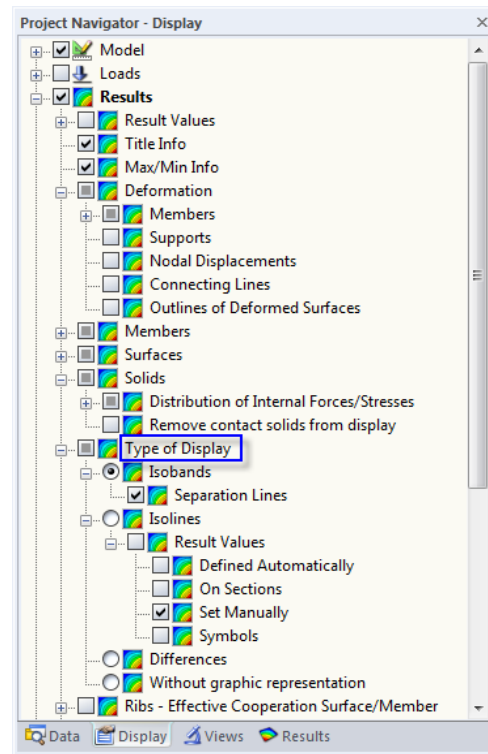 Project Navigator - Display
Model
Loads
Results
Result Values
Title Info
Max/Min Info
Deformation
Members
Supports
Nodal Displacements
Connecting Lines
Outlines of Deformed Surfaces
Members
Surfaces
Solids
Distribution of Internal Forces/Stresses
Remove contact solids from display
Type of Display
Isobands
Separation Lines
Isolines
Result Values
Defined Automatically
On Sections
Set Manually
Symbols
Differences
Without graphic representation
Ribs - Effective Cooperation Surface/Member
Data Display Views Results